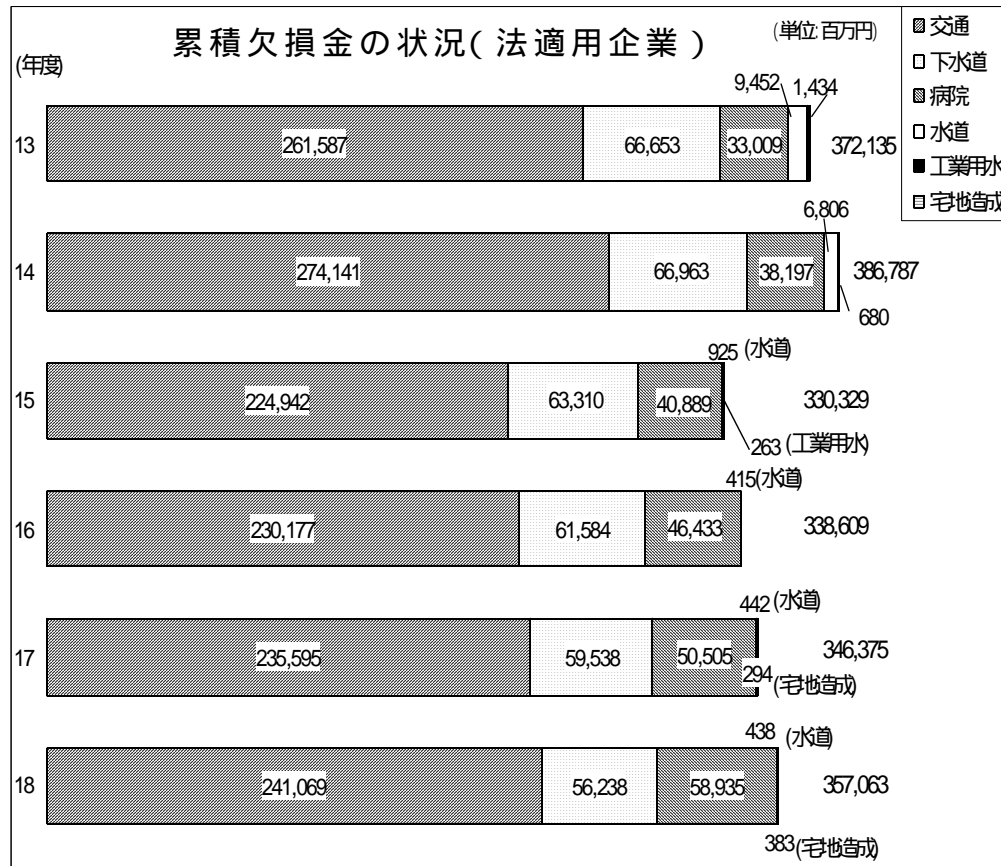 累積欠損金の状況(法適用企業)
(単位:百万円)
(年度)
交通
下水道
病院
水道
工業用水
宅地造成
13
261,587
66,653
33,009
9,452
1,434
372,135
14
274,141
66,963
38,197
6,806
680
386,787
15
224,942
63,310
40,889
925 (水道)
263 (工業用水)
330,329
16
230,177
61,584
46,433
415(水道)
338,609
17
235,595
59,538
50,505
442 (水道)
294 (宅地造成)
346,375
18
241,069
56,238
58,935
438 (水道)
383 (宅地造成)
357,063